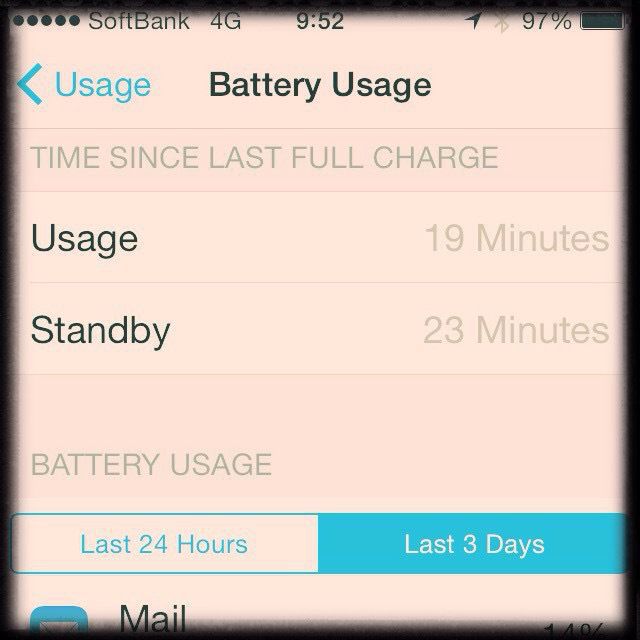 SoftBank 4G 9:52 97%
Usage Battery Usage
TIME SINCE LAST FULL CHARGE
Usage 19 Minutes
Standby 23 Minutes
BATTERY USAGE
Last 24 Hours Last 3 Days
Mail 14%